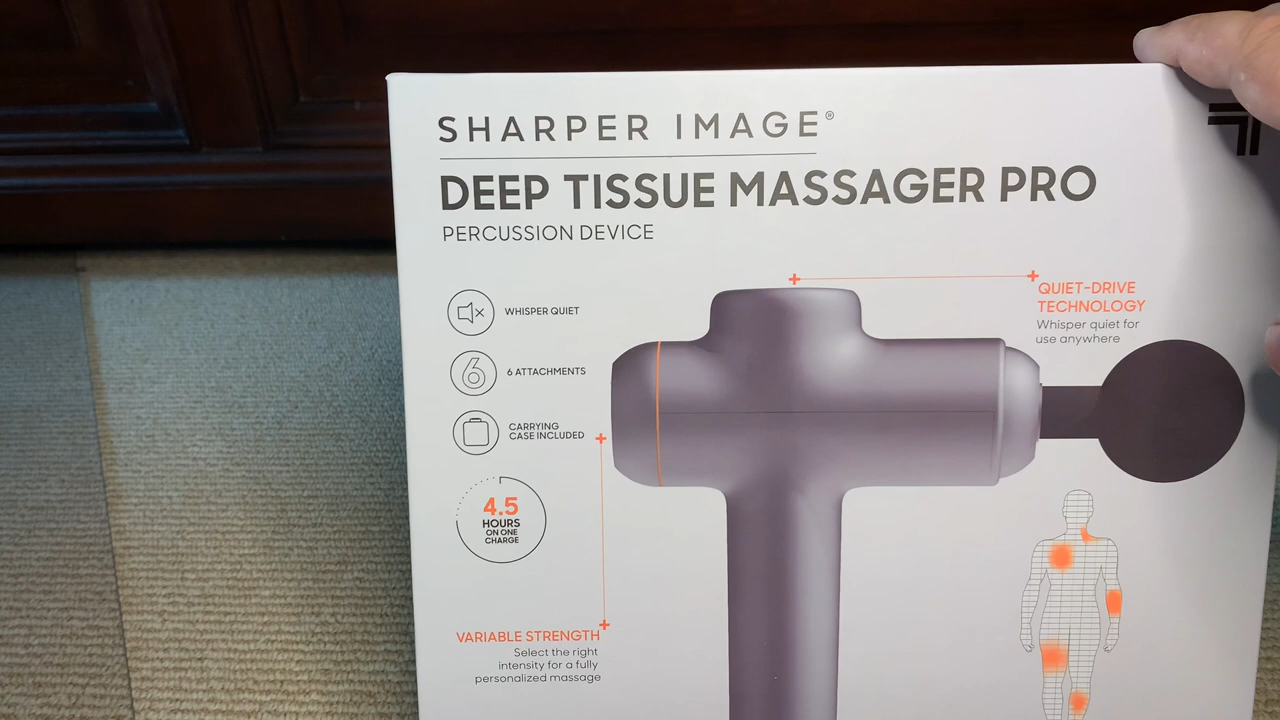 SHARPER IMAGE®
DEEP TISSUE MASSAGER PRO
PERCUSSION DEVICE
WHISPER QUIET
6
6 ATTACHMENTS
CARRYING
CASE INCLUDED
4.5
HOURS
ON ONE
CHARGE
VARIABLE STRENGTH
Select the right
intensity for a fully
personalized massage
QUIET-DRIVE
TECHNOLOGY
Whisper quiet for
use anywhere